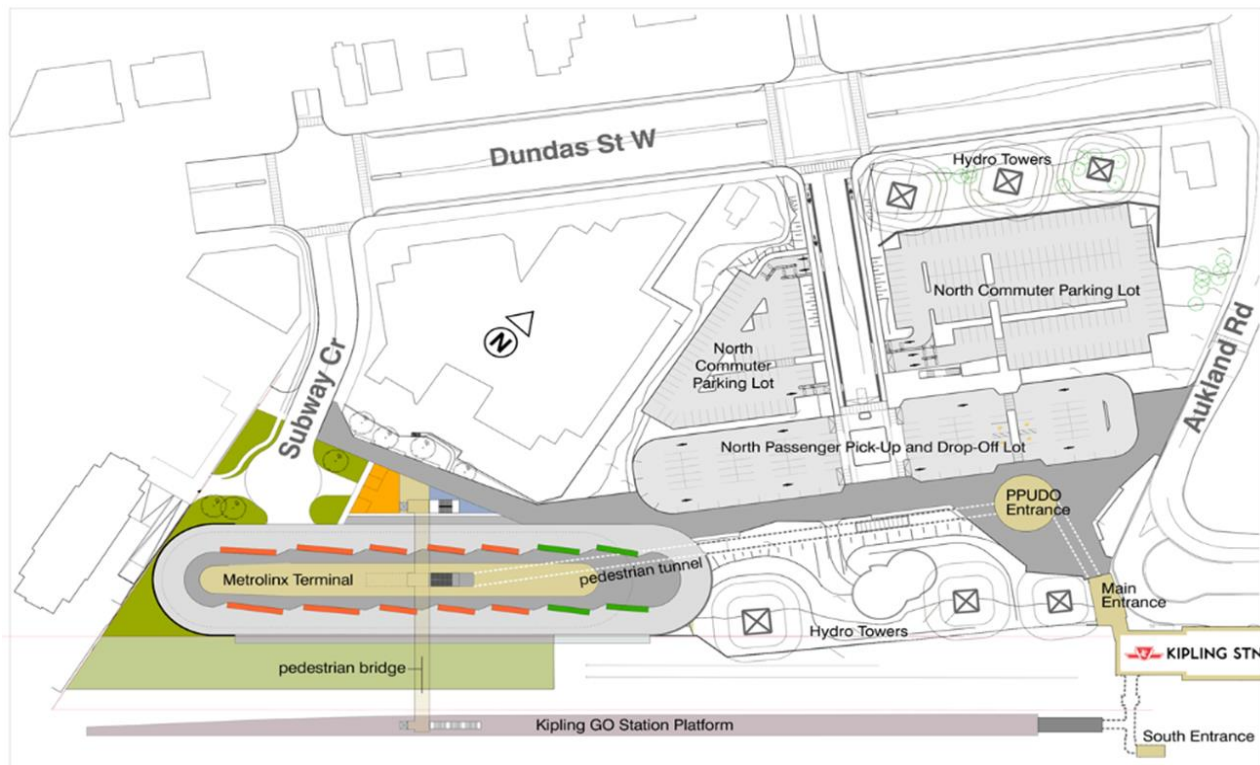 Dundas St W
Hydro Towers
North Commuter Parking Lot
N
North
Commuter
Parking Lot
Subway Cr
Aukland Rd
North Passenger Pick-Up and Drop-Off Lot
PPUDO
Entrance
Metrolinx Terminal
pedestrian tunnel
Main
Entrance
Hydro Towers
KIPLING STN
pedestrian bridge
Kipling GO Station Platform
South Entrance